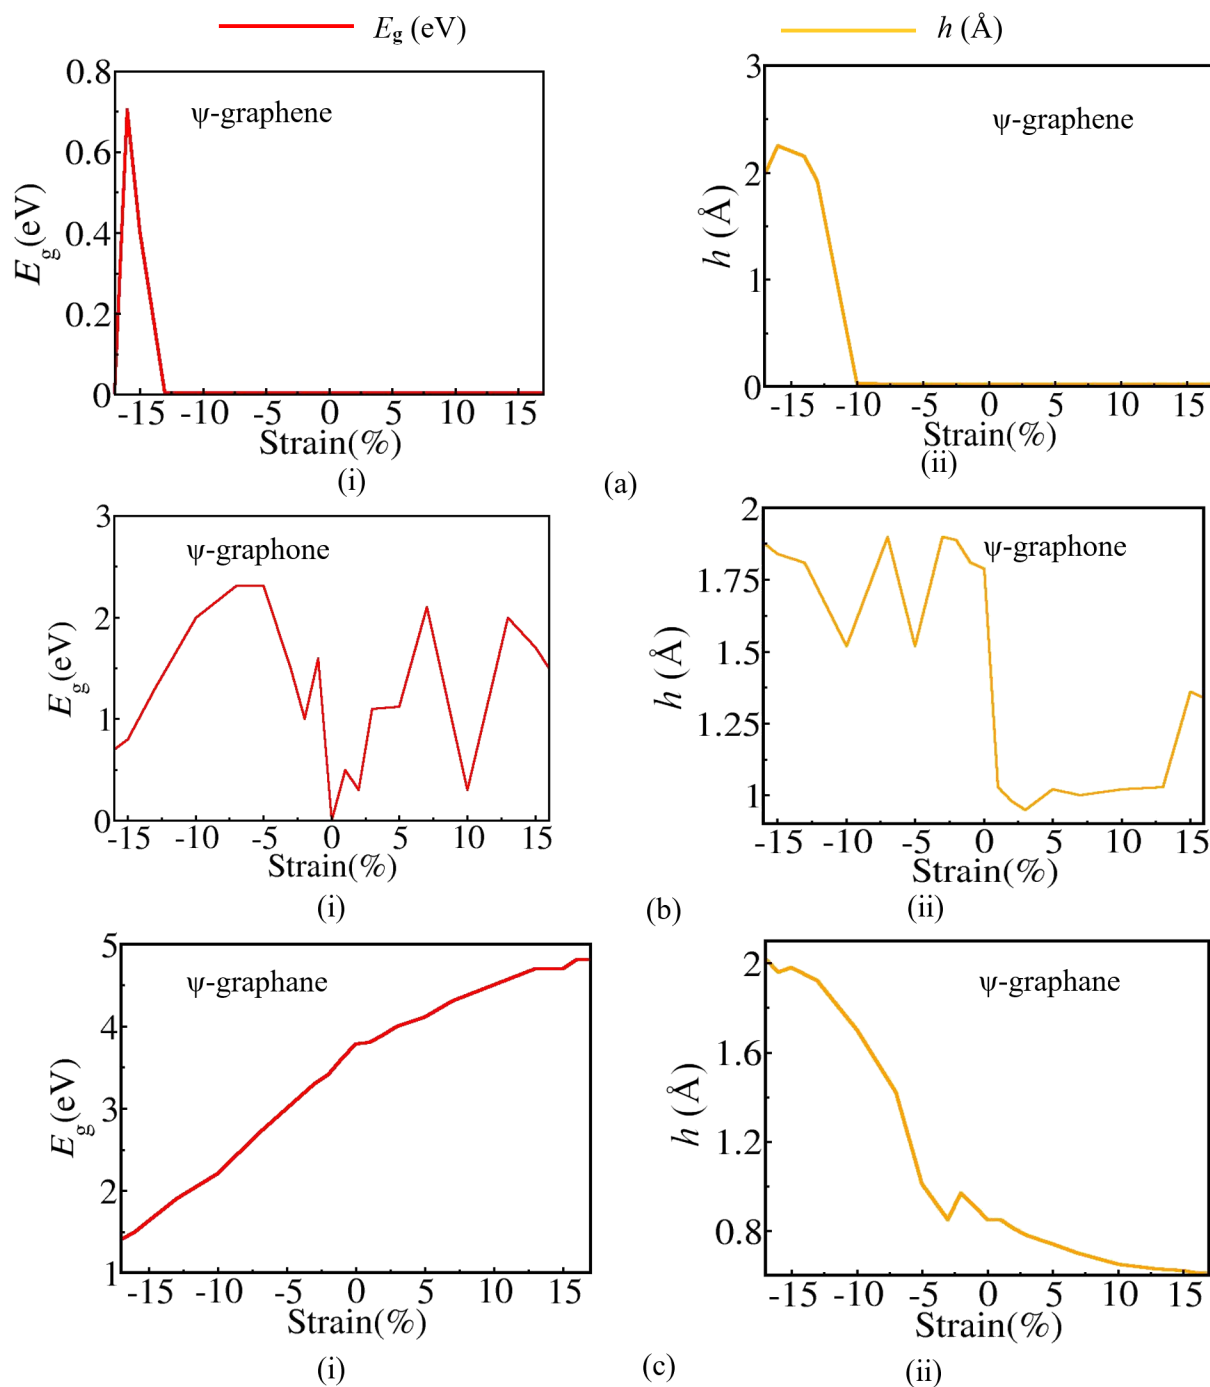 E_g (eV) h (Å)
0.8
0.6
0.4
0.2
0
E_g (eV)
ψ-graphene
-15 -10 -5 0 5 10 15
Strain(%)
(i)
3
2
1
0
h (Å)
ψ-graphene
-15 -10 -5 0 5 10 15
Strain(%)
(ii)
(a)
3
2
1
0
E_g (eV)
ψ-graphone
-15 -10 -5 0 5 10 15
Strain(%)
(i)
2
1.75
1.5
1.25
1
h (Å)
ψ-graphone
-15 -10 -5 0 5 10 15
Strain(%)
(ii)
(b)
5
4
3
2
1
E_g (eV)
ψ-graphane
-15 -10 -5 0 5 10 15
Strain(%)
(i)
2
1.6
1.2
0.8
h (Å)
ψ-graphane
-15 -10 -5 0 5 10 15
Strain(%)
(ii)
(c)